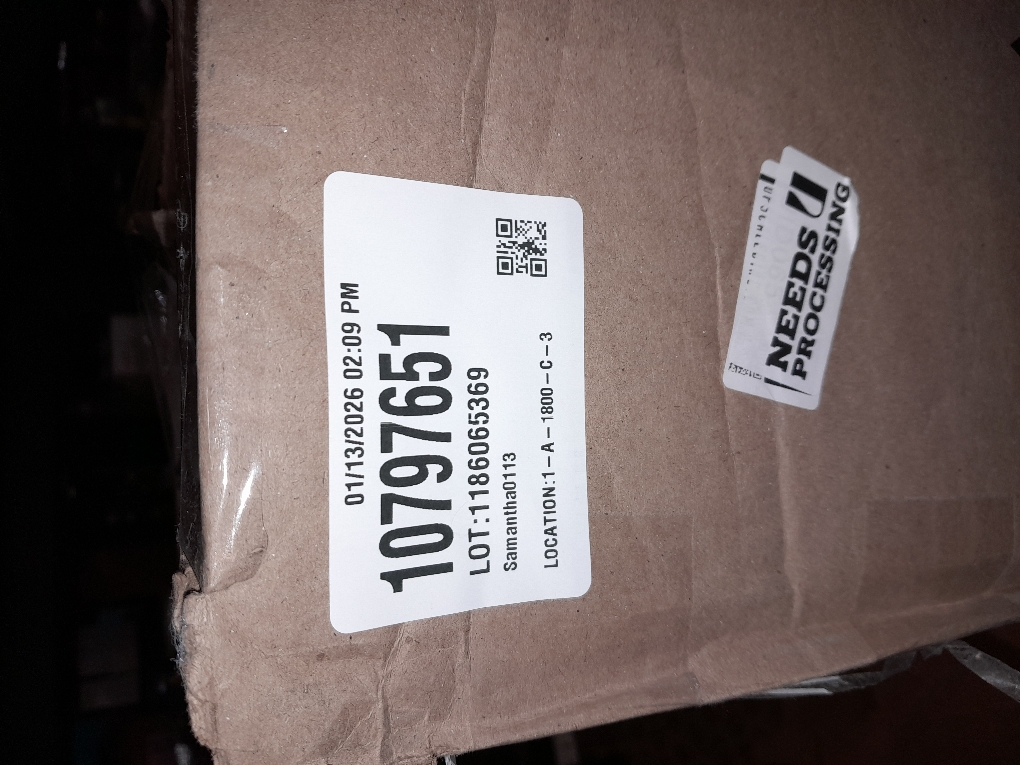 01/13/2026 02:09 PM
10797651
LOT:1186065369
Samantha0113
LOCATION:1-A-1800-C-3
NEEDS
PROCESSING